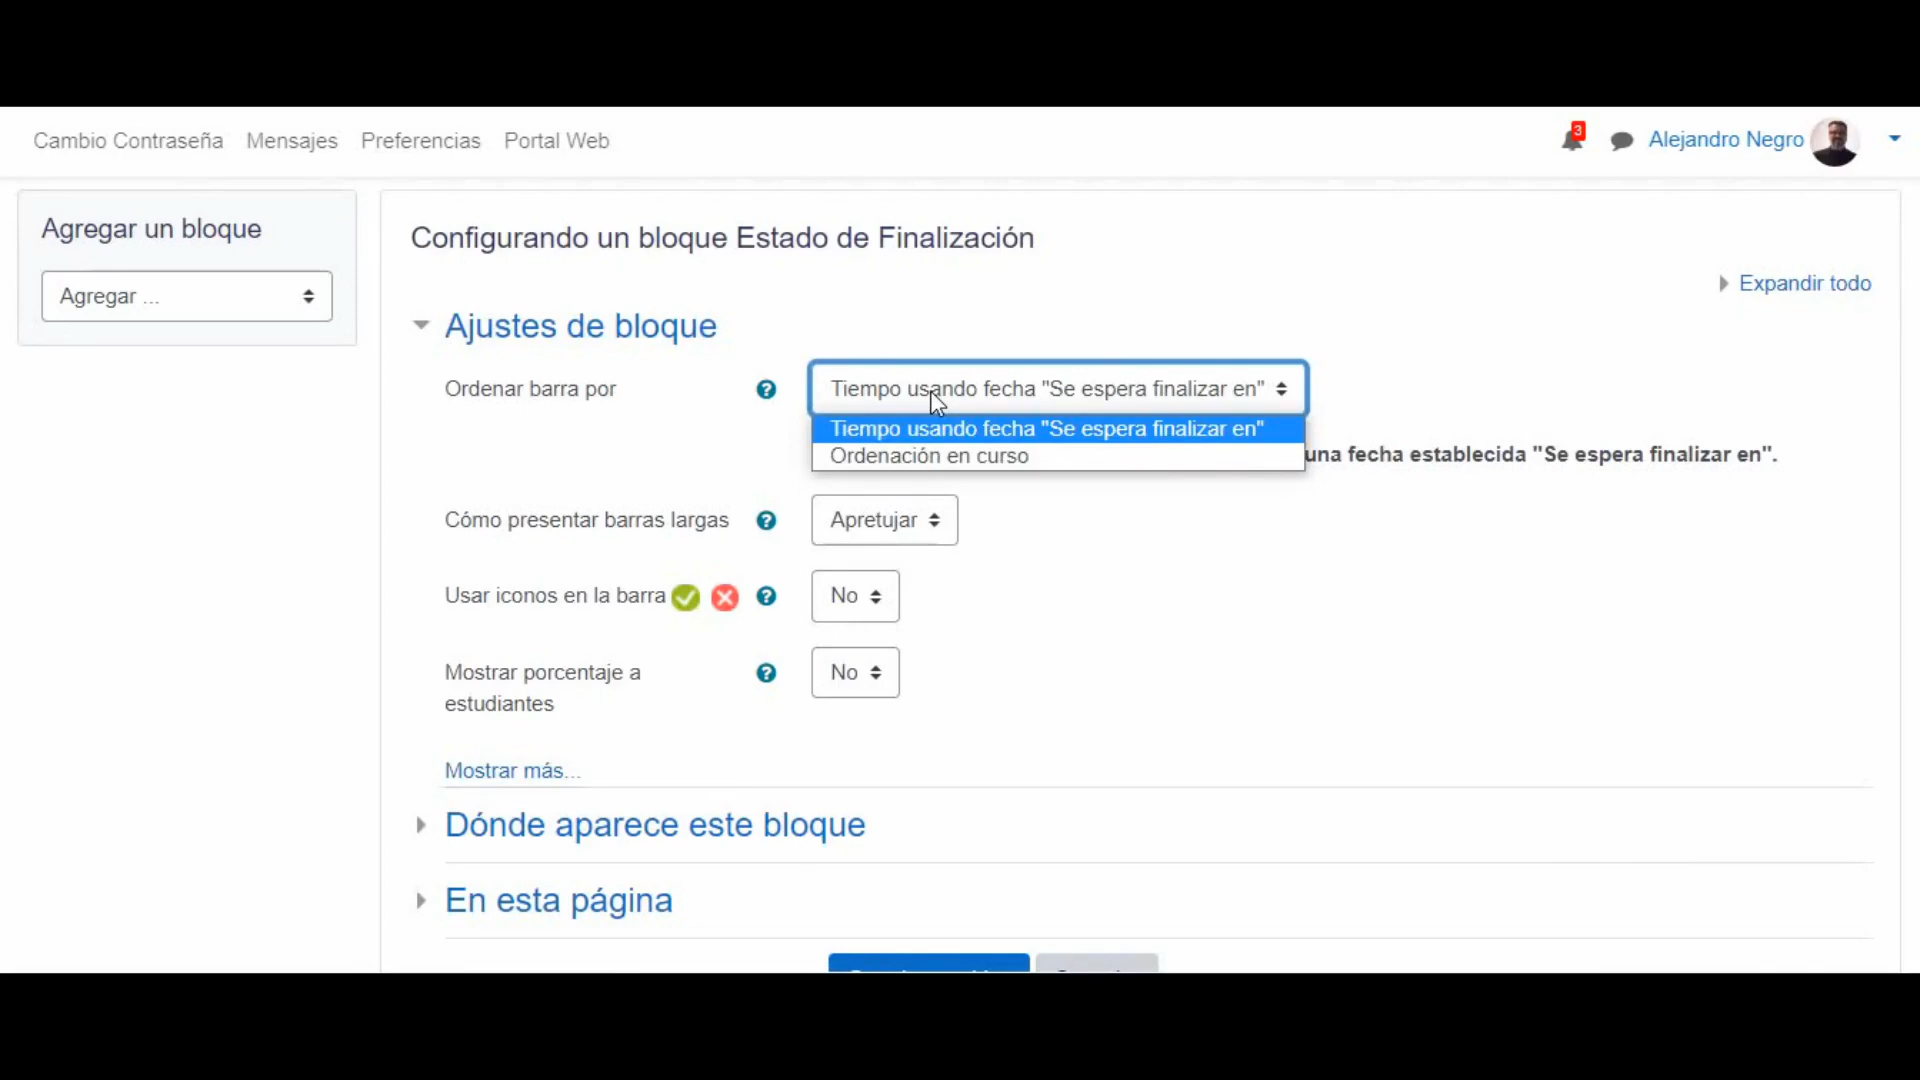 Cambio Contraseña Mensajes Preferencias Portal Web
3
Alejandro Negro
Agregar un bloque
Agregar ...
Configurando un bloque Estado de Finalización
Expandir todo
Ajustes de bloque
Ordenar barra por
Tiempo usando fecha "Se espera finalizar en"
Tiempo usando fecha "Se espera finalizar en"
Ordenación en curso
una fecha establecida "Se espera finalizar en".
Cómo presentar barras largas
Apretujar
Usar iconos en la barra
No
Mostrar porcentaje a
estudiantes
No
Mostrar más...
Dónde aparece este bloque
En esta página